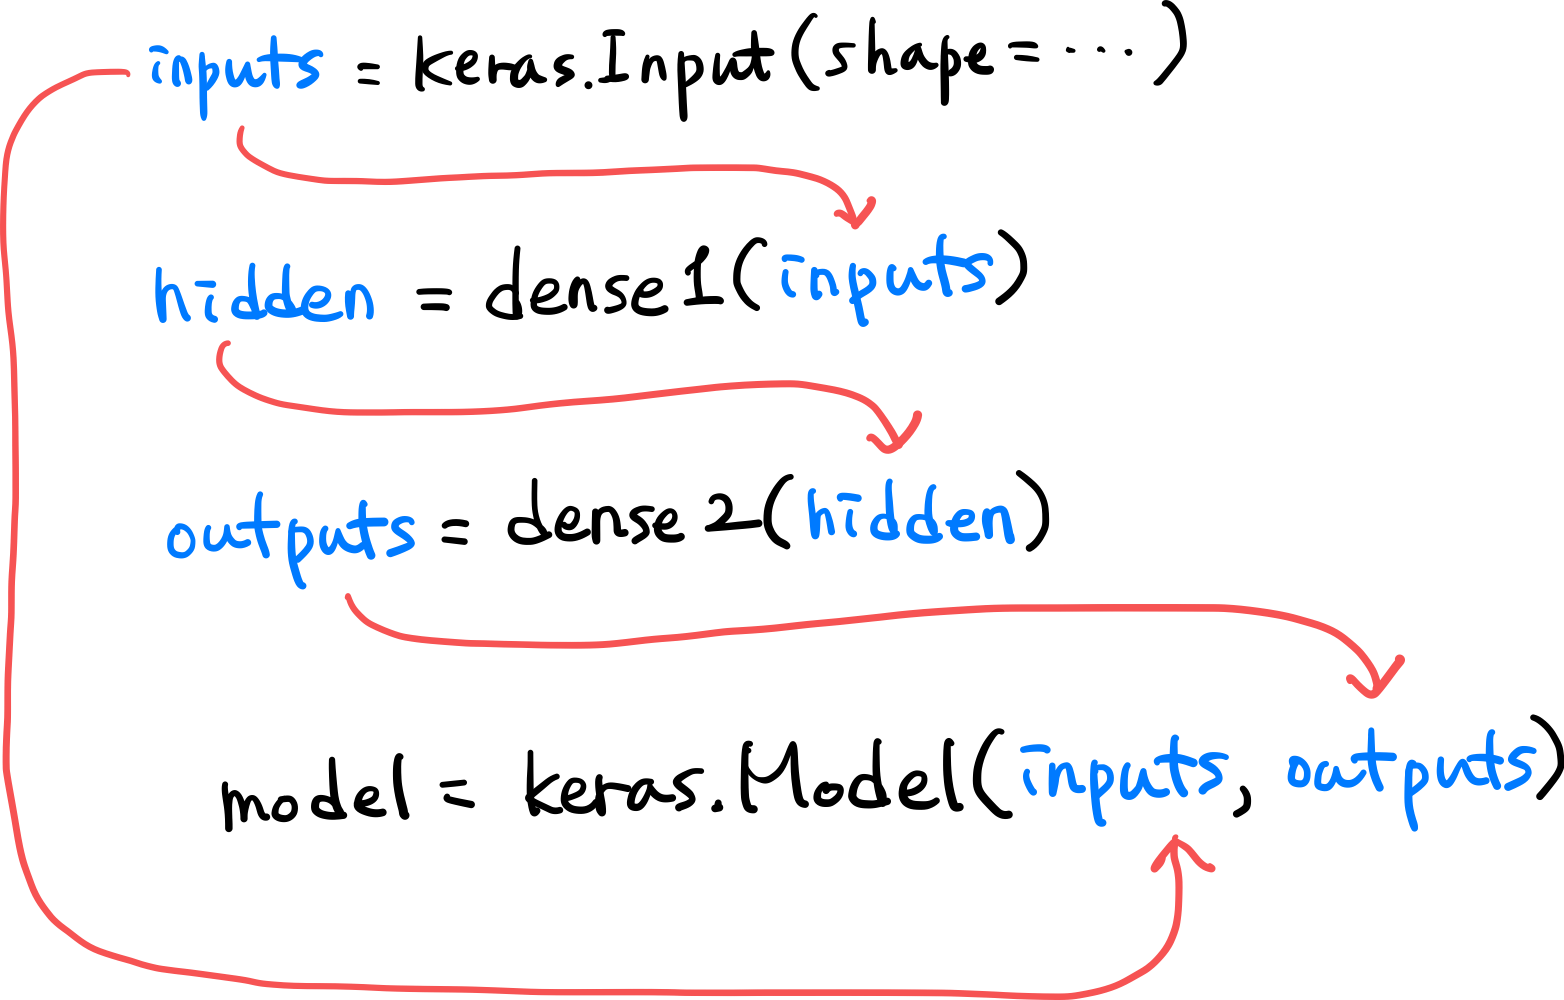 inputs = keras.Input(shape=...)
hidden = dense1(inputs)
outputs = dense2(hidden)
model = keras.Model(inputs, outputs)